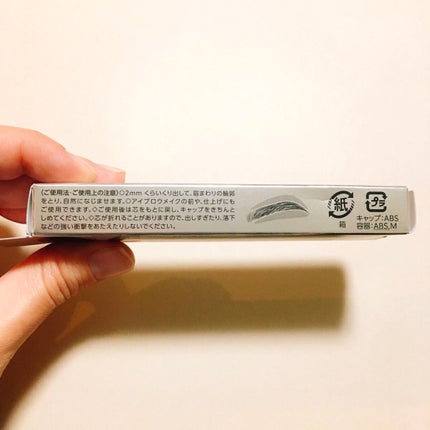 〈ご使用法・ご使用上の注意〉○2mm くらいくり出して、眉まわりの輪郭
をとり、自然になじませます。○アイブロウメイクの前や、仕上げにも
ご使用できます。○ご使用後は芯をもとに戻し、キャップをきちんと
しめてください。○芯が折れることがありますので、出しすぎたり、落下
などの強い衝撃をあたえたりしないでください。
紙
箱
プラ
キャップ:ABS
容器:ABS,M